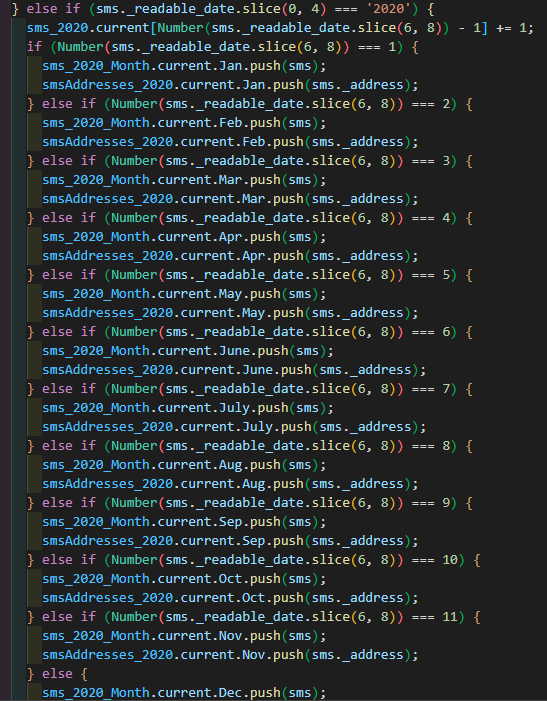 } else if (sms._readable_date.slice(0, 4) === '2020') {
sms_2020.current[Number(sms._readable_date.slice(6, 8)) - 1] += 1;
if (Number(sms._readable_date.slice(6, 8)) === 1) {
sms_2020_Month.current.Jan.push(sms);
smsAddresses_2020.current.Jan.push(sms._address);
} else if (Number(sms._readable_date.slice(6, 8)) === 2) {
sms_2020_Month.current.Feb.push(sms);
smsAddresses_2020.current.Feb.push(sms._address);
} else if (Number(sms._readable_date.slice(6, 8)) === 3) {
sms_2020_Month.current.Mar.push(sms);
smsAddresses_2020.current.Mar.push(sms._address);
} else if (Number(sms._readable_date.slice(6, 8)) === 4) {
sms_2020_Month.current.Apr.push(sms);
smsAddresses_2020.current.Apr.push(sms._address);
} else if (Number(sms._readable_date.slice(6, 8)) === 5) {
sms_2020_Month.current.May.push(sms);
smsAddresses_2020.current.May.push(sms._address);
} else if (Number(sms._readable_date.slice(6, 8)) === 6) {
sms_2020_Month.current.June.push(sms);
smsAddresses_2020.current.June.push(sms._address);
} else if (Number(sms._readable_date.slice(6, 8)) === 7) {
sms_2020_Month.current.July.push(sms);
smsAddresses_2020.current.July.push(sms._address);
} else if (Number(sms._readable_date.slice(6, 8)) === 8) {
sms_2020_Month.current.Aug.push(sms);
smsAddresses_2020.current.Aug.push(sms._address);
} else if (Number(sms._readable_date.slice(6, 8)) === 9) {
sms_2020_Month.current.Sep.push(sms);
smsAddresses_2020.current.Sep.push(sms._address);
} else if (Number(sms._readable_date.slice(6, 8)) === 10) {
sms_2020_Month.current.Oct.push(sms);
smsAddresses_2020.current.Oct.push(sms._address);
} else if (Number(sms._readable_date.slice(6, 8)) === 11) {
sms_2020_Month.current.Nov.push(sms);
smsAddresses_2020.current.Nov.push(sms._address);
} else {
sms_2020_Month.current.Dec.push(sms);